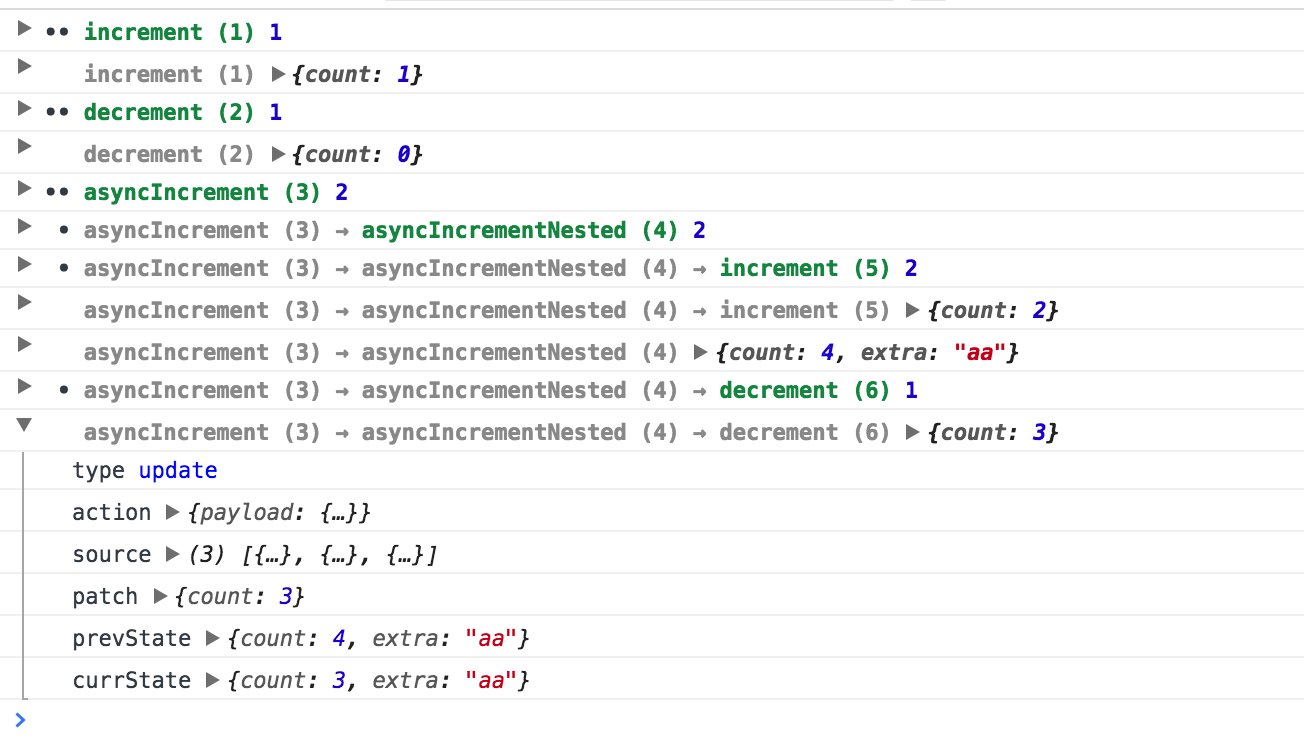 ▶ •• increment (1) 1
▶ increment (1) ▶{count: 1}
▶ •• decrement (2) 1
▶ decrement (2) ▶{count: 0}
▶ •• asyncIncrement (3) 2
▶ • asyncIncrement (3) → asyncIncrementNested (4) 2
▶ • asyncIncrement (3) → asyncIncrementNested (4) → increment (5) 2
▶ asyncIncrement (3) → asyncIncrementNested (4) → increment (5) ▶{count: 2}
▶ asyncIncrement (3) → asyncIncrementNested (4) ▶{count: 4, extra: "aa"}
▶ • asyncIncrement (3) → asyncIncrementNested (4) → decrement (6) 1
▼ asyncIncrement (3) → asyncIncrementNested (4) → decrement (6) ▶{count: 3}
type update
action ▶{payload: {…}}
source ▶(3) [{…}, {…}, {…}]
patch ▶{count: 3}
prevState ▶{count: 4, extra: "aa"}
currState ▶{count: 3, extra: "aa"}
>